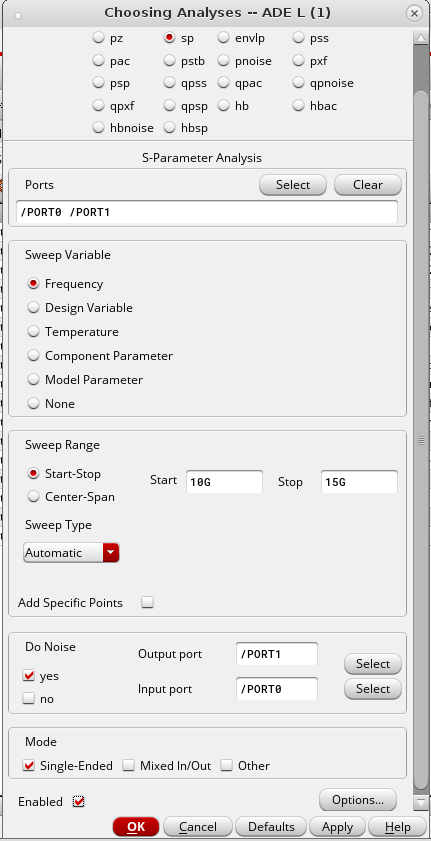 Choosing Analyses -- ADE L (1)
pz sp envlp pss
pac pstb pnoise pxf
psp qpss qpac qpnoise
qpxf qpsp hb hbac
hbnoise hbsp
S-Parameter Analysis
Ports Select Clear
/PORT0 /PORT1
Sweep Variable
Frequency
Design Variable
Temperature
Component Parameter
Model Parameter
None
Sweep Range
Start-Stop Start 10G Stop 15G
Center-Span
Sweep Type
Automatic
Add Specific Points
Do Noise
Output port /PORT1 Select
yes
Input port /PORT0 Select
no
Mode
Single-Ended Mixed In/Out Other
Enabled Options...
OK Cancel Defaults Apply Help